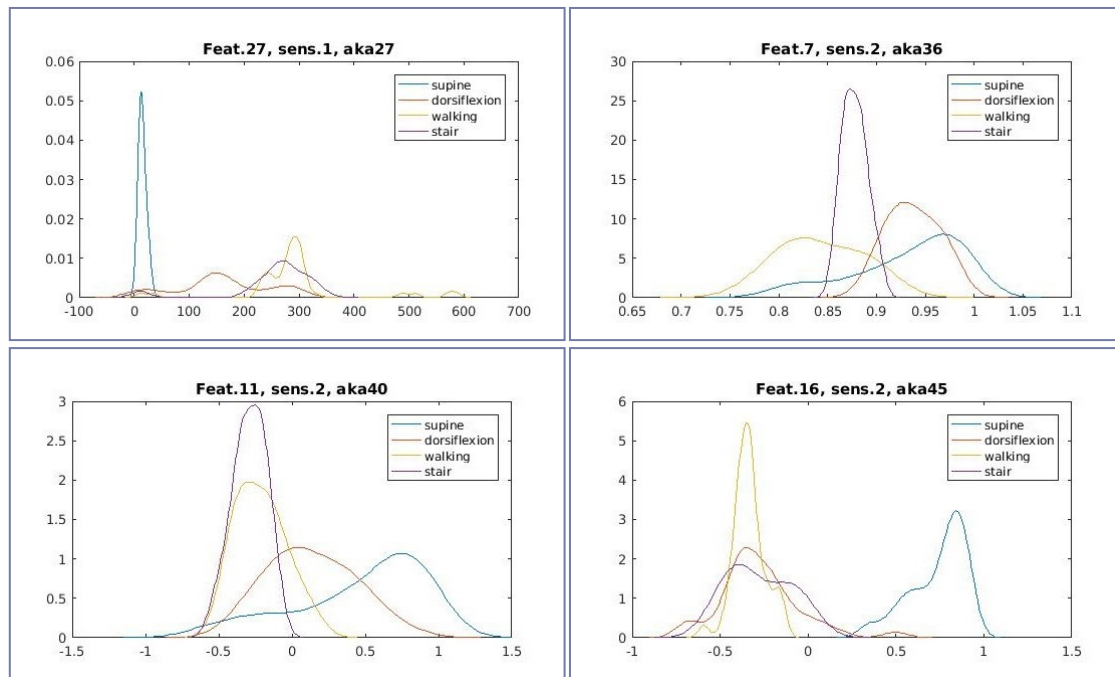 Feat.27, sens.1, aka27
0.06
0.05
0.04
0.03
0.02
0.01
0
-100 0 100 200 300 400 500 600 700
supine
dorsiflexion
walking
stair
Feat.7, sens.2, aka36
30
25
20
15
10
5
0
0.65 0.7 0.75 0.8 0.85 0.9 0.95 1 1.05 1.1
supine
dorsiflexion
walking
stair
Feat.11, sens.2, aka40
3
2.5
2
1.5
1
0.5
0
-1.5 -1 -0.5 0 0.5 1 1.5
supine
dorsiflexion
walking
stair
Feat.16, sens.2, aka45
6
5
4
3
2
1
0
-1 -0.5 0 0.5 1 1.5
supine
dorsiflexion
walking
stair